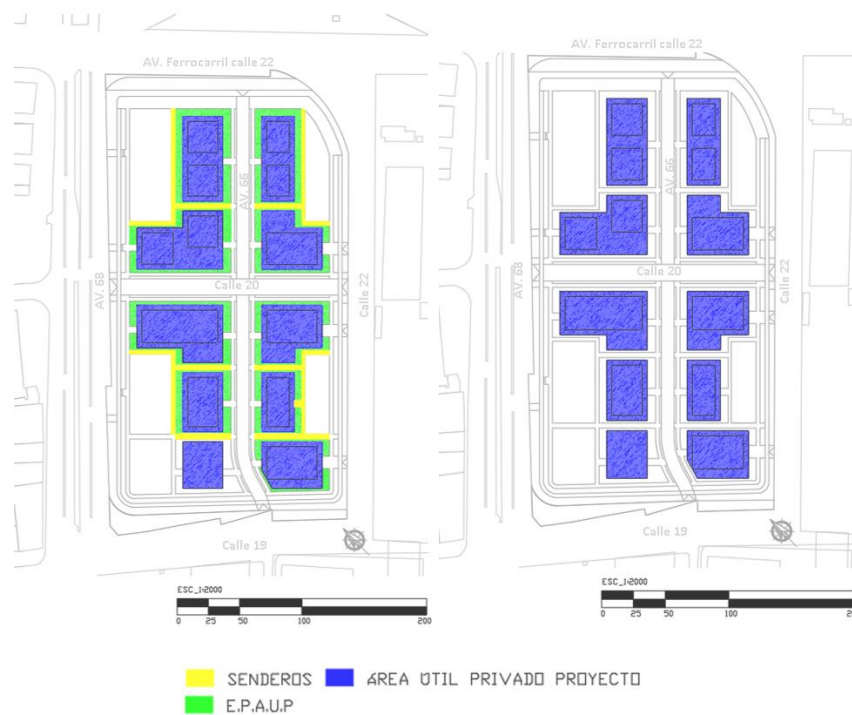 AV. Ferrocarril calle 22
AV. 66
Calle 20
AV. 68
Calle 22
Calle 19
ESC_1:2000
0 25 50 100 200
AV. Ferrocarril calle 22
AV. 66
Calle 20
AV. 68
Calle 22
Calle 19
ESC_1:2000
0 25 50 100
SENDEROS
ÁREA ÚTIL PRIVADO PROYECTO
E.P.A.U.P